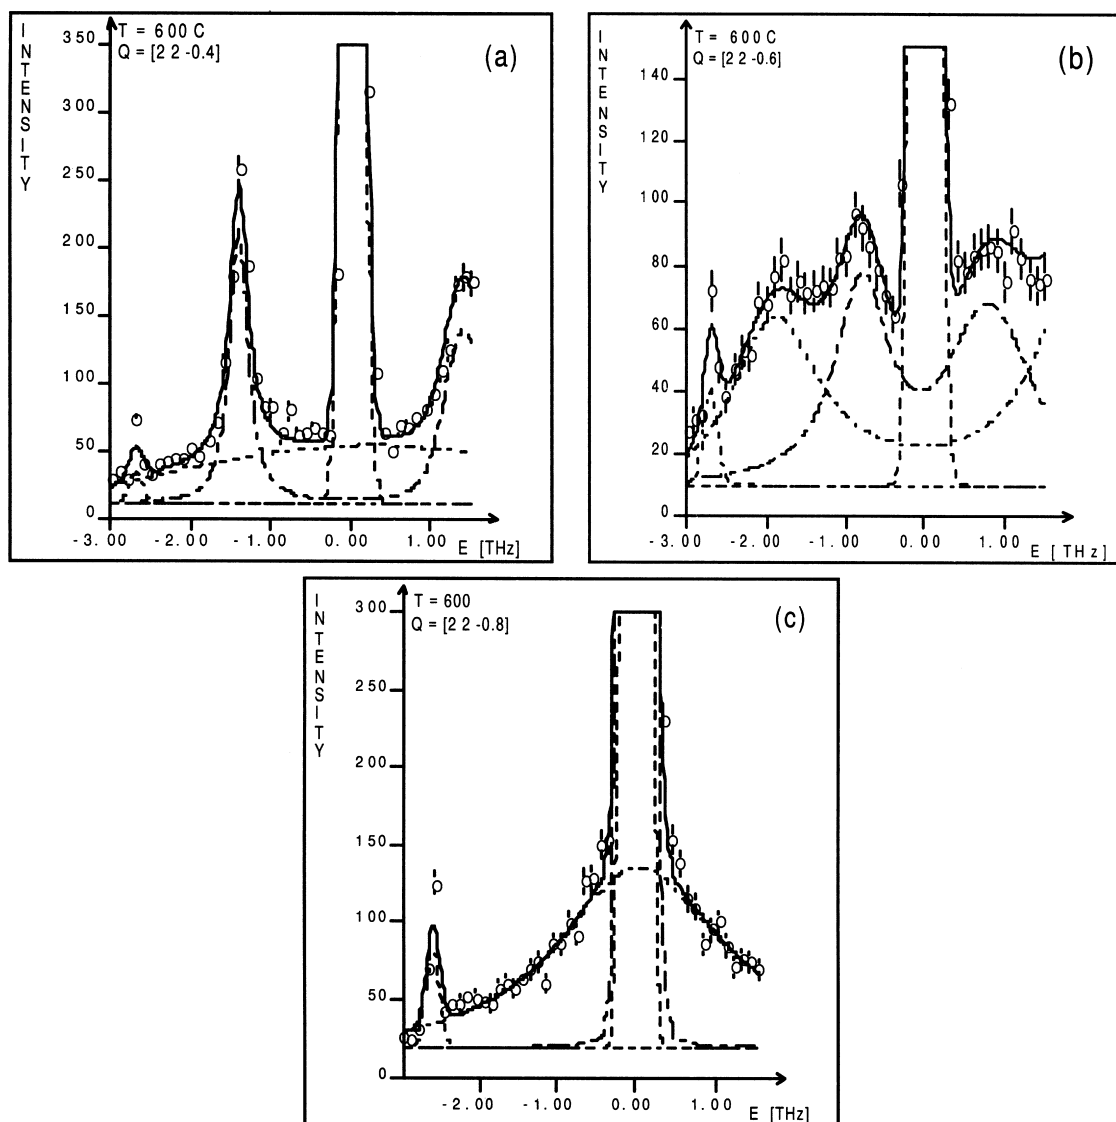 INTENSITY
T = 600 C
Q = [2 2 -0.4]
(a)
350
300
250
200
150
100
50
0
-3.00 -2.00 -1.00 0.00 1.00 E [THz]
INTENSITY
T = 600 C
Q = [2 2 -0.6]
(b)
140
120
100
80
60
40
20
0
-3.00 -2.00 -1.00 0.00 1.00 E [THz]
INTENSITY
T = 600
Q = [2 2 -0.8]
(c)
300
250
200
150
100
50
0
-2.00 -1.00 0.00 1.00 E [THz]